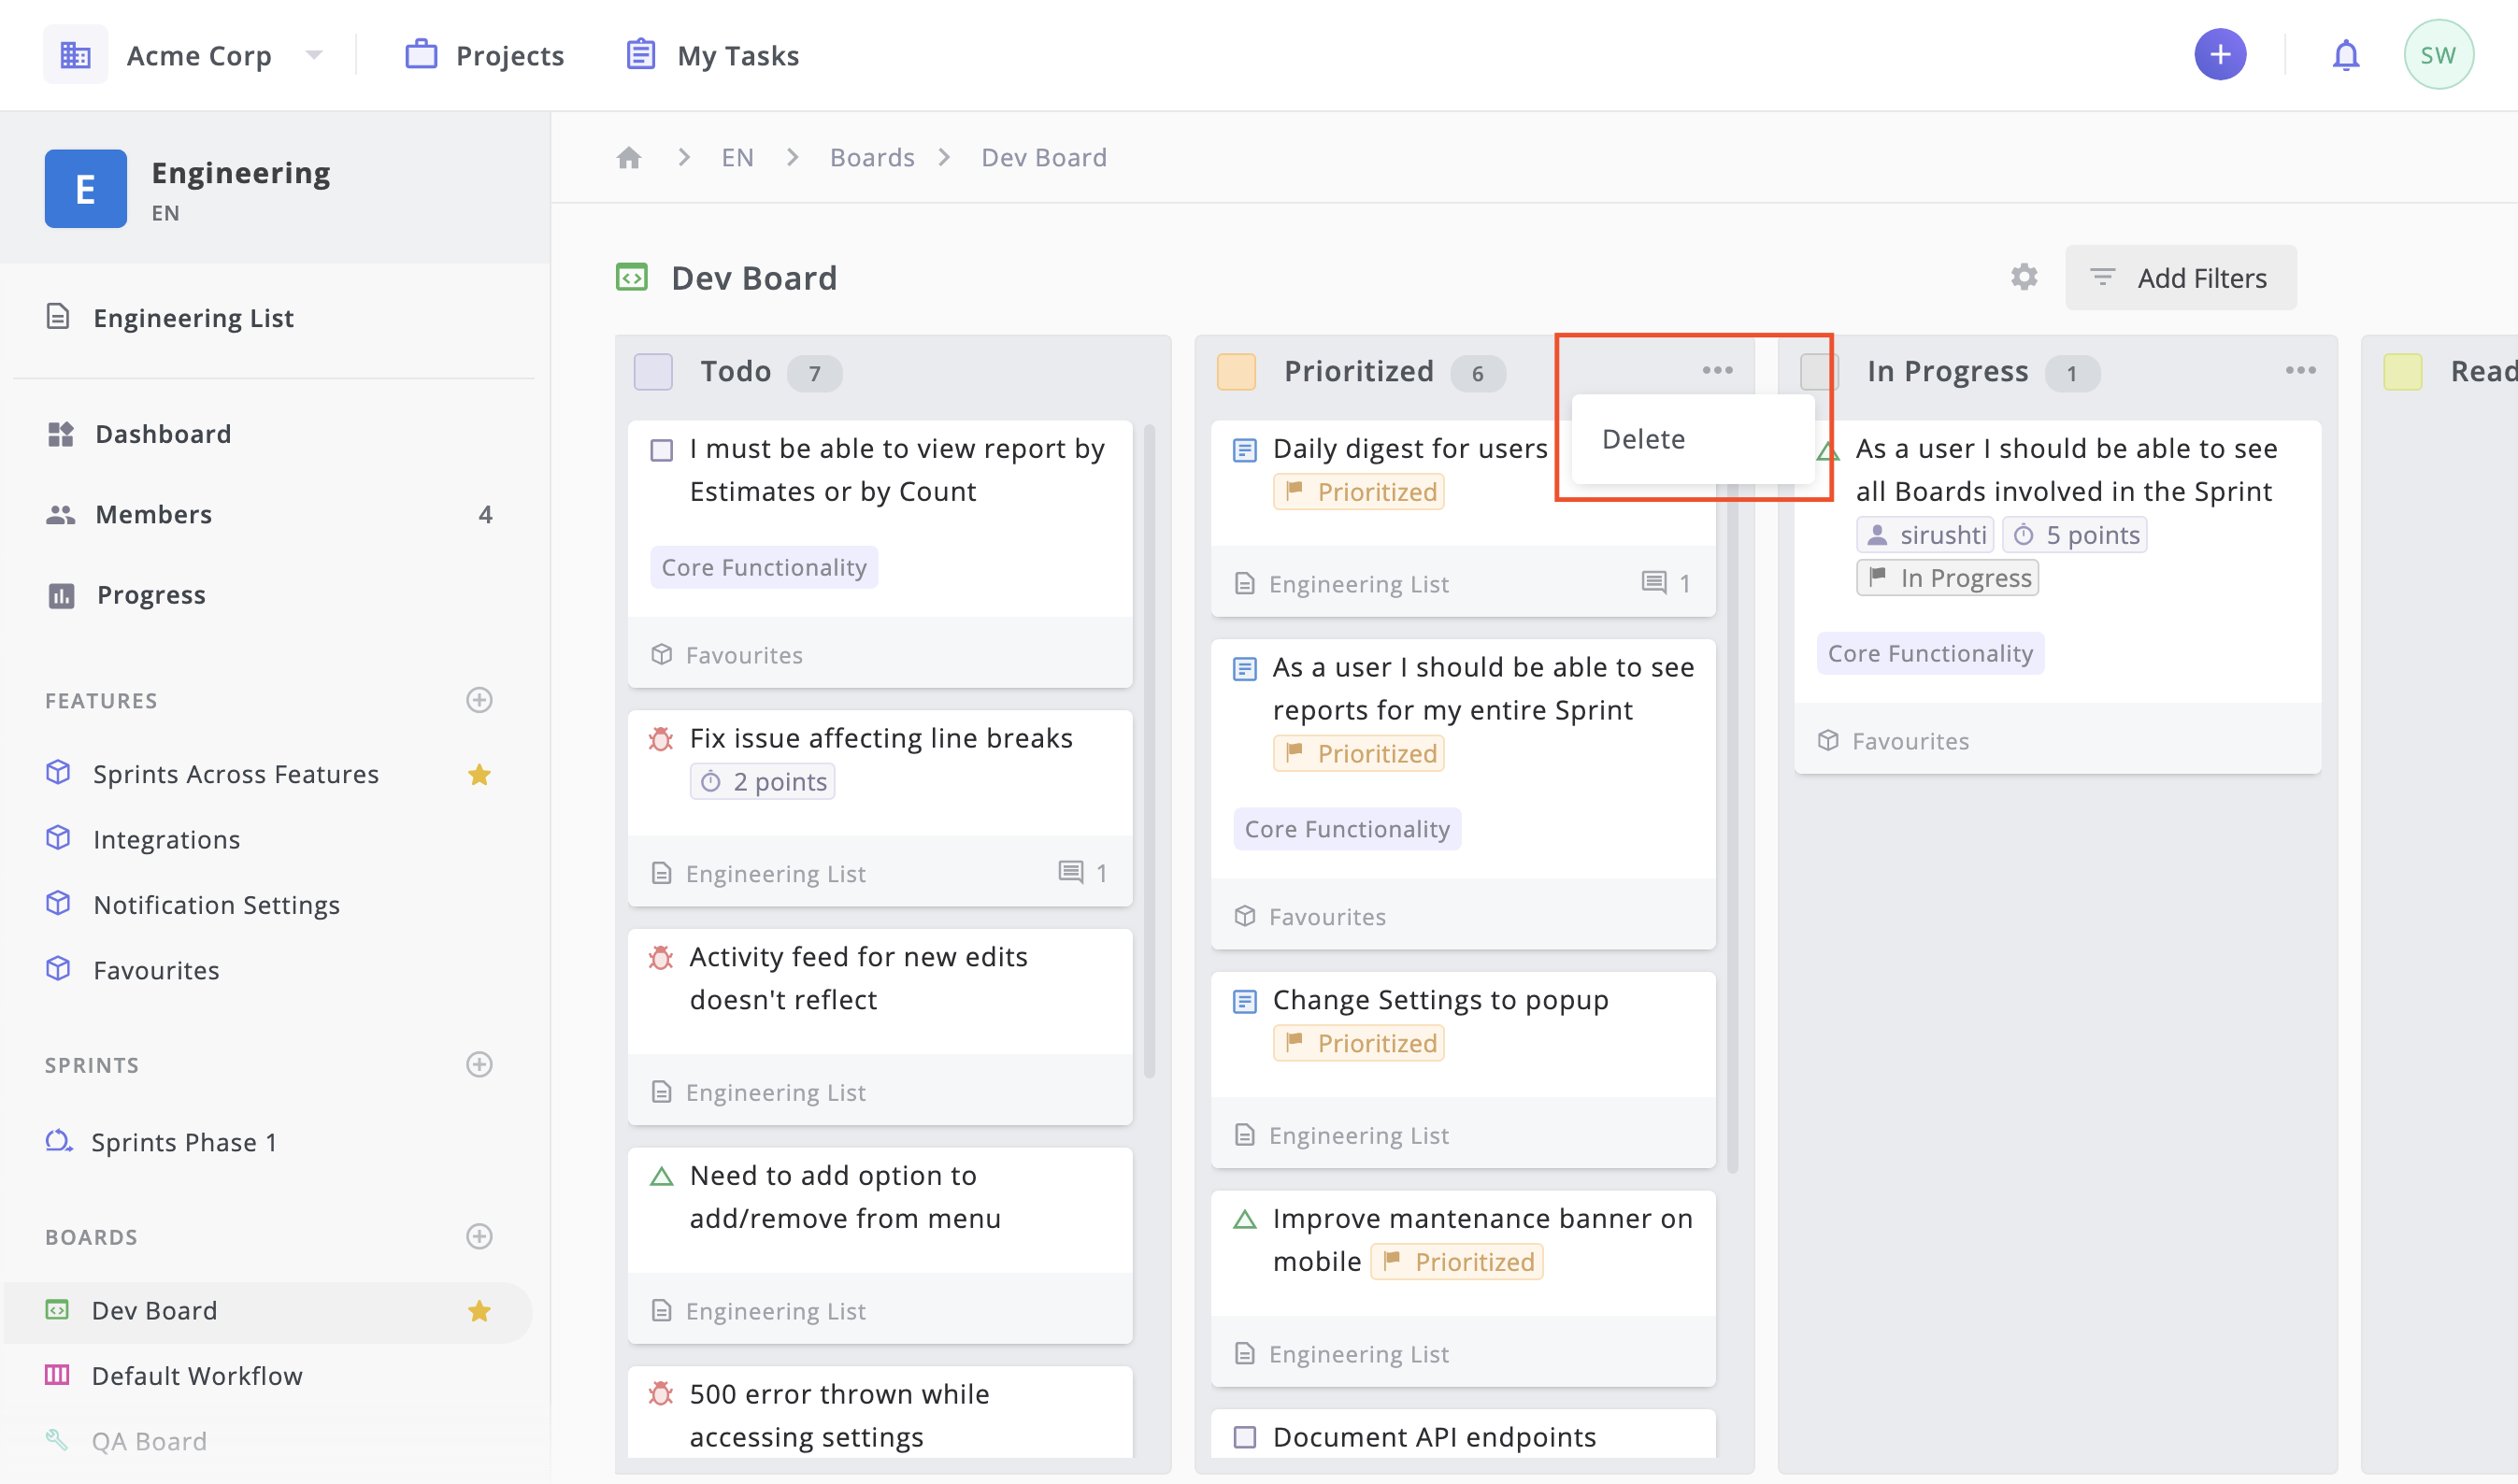 Acme Corp
Projects
My Tasks
+
SW
E
Engineering
EN
Engineering List
Dashboard
Members 4
Progress
FEATURES
Sprints Across Features
Integrations
Notification Settings
Favourites
SPRINTS
Sprints Phase 1
BOARDS
Dev Board
Default Workflow
QA Board
EN
Boards
Dev Board
Dev Board
Add Filters
Todo 7
I must be able to view report by
Estimates or by Count
Core Functionality
Favourites
Fix issue affecting line breaks
2 points
Engineering List 1
Activity feed for new edits
doesn't reflect
Engineering List
Need to add option to
add/remove from menu
Engineering List
500 error thrown while
accessing settings
Prioritized 6
Delete
Daily digest for users
Prioritized
Engineering List 1
As a user I should be able to see
reports for my entire Sprint
Prioritized
Core Functionality
Favourites
Change Settings to popup
Prioritized
Engineering List
Improve mantenance banner on
mobile Prioritized
Engineering List
Document API endpoints
In Progress 1
As a user I should be able to see
all Boards involved in the Sprint
sirushti 5 points
In Progress
Core Functionality
Favourites
Read